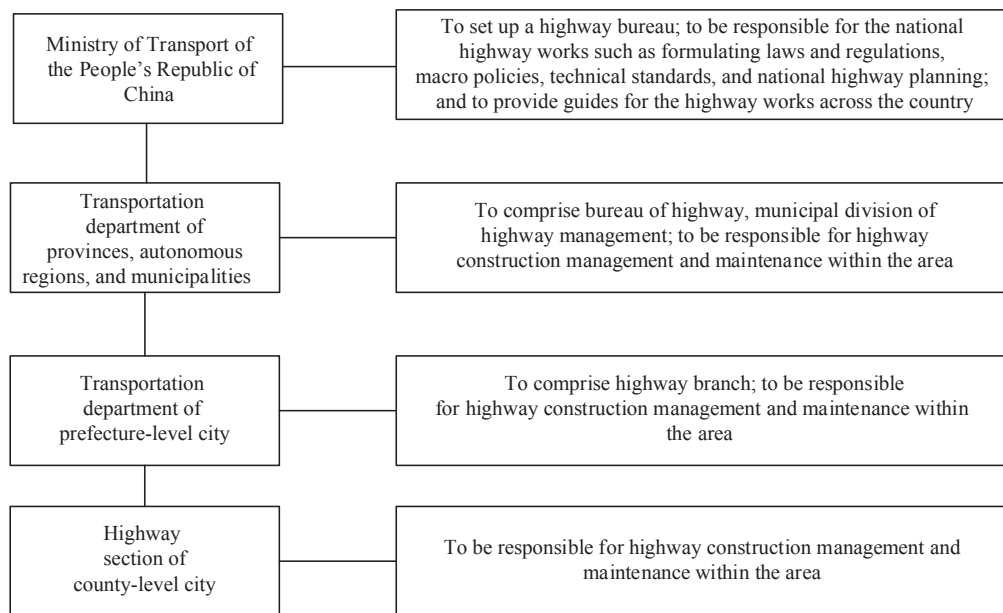 Ministry of Transport of
the People's Republic of
China
To set up a highway bureau; to be responsible for the national
highway works such as formulating laws and regulations,
macro policies, technical standards, and national highway planning;
and to provide guides for the highway works across the country
Transportation
department of
provinces, autonomous
regions, and municipalities
To comprise bureau of highway, municipal division of
highway management; to be responsible for highway
construction management and maintenance within the area
Transportation
department of
prefecture-level city
To comprise highway branch; to be responsible
for highway construction management and maintenance within
the area
Highway
section of
county-level city
To be responsible for highway construction management and
maintenance within the area